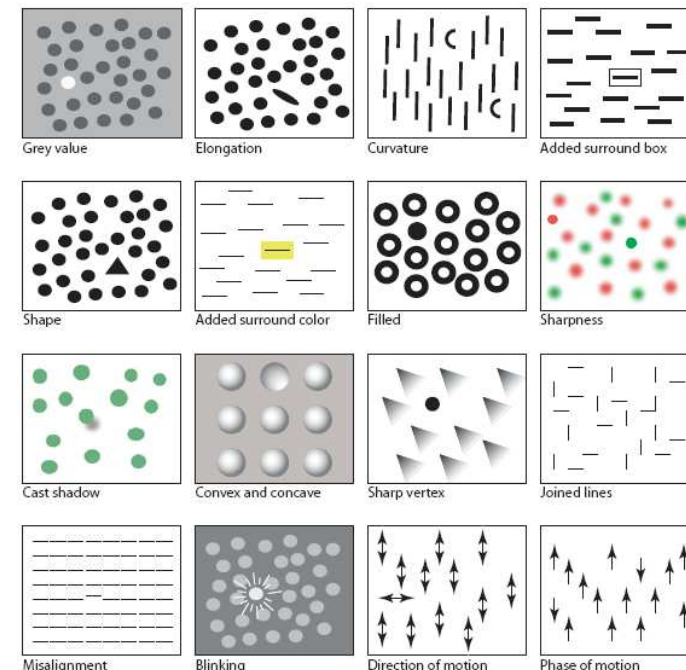 Grey value
Elongation
Curvature
Added surround box
Shape
Added surround color
Filled
Sharpness
Cast shadow
Convex and concave
Sharp vertex
Joined lines
Misalignment
Blinking
Direction of motion
Phase of motion